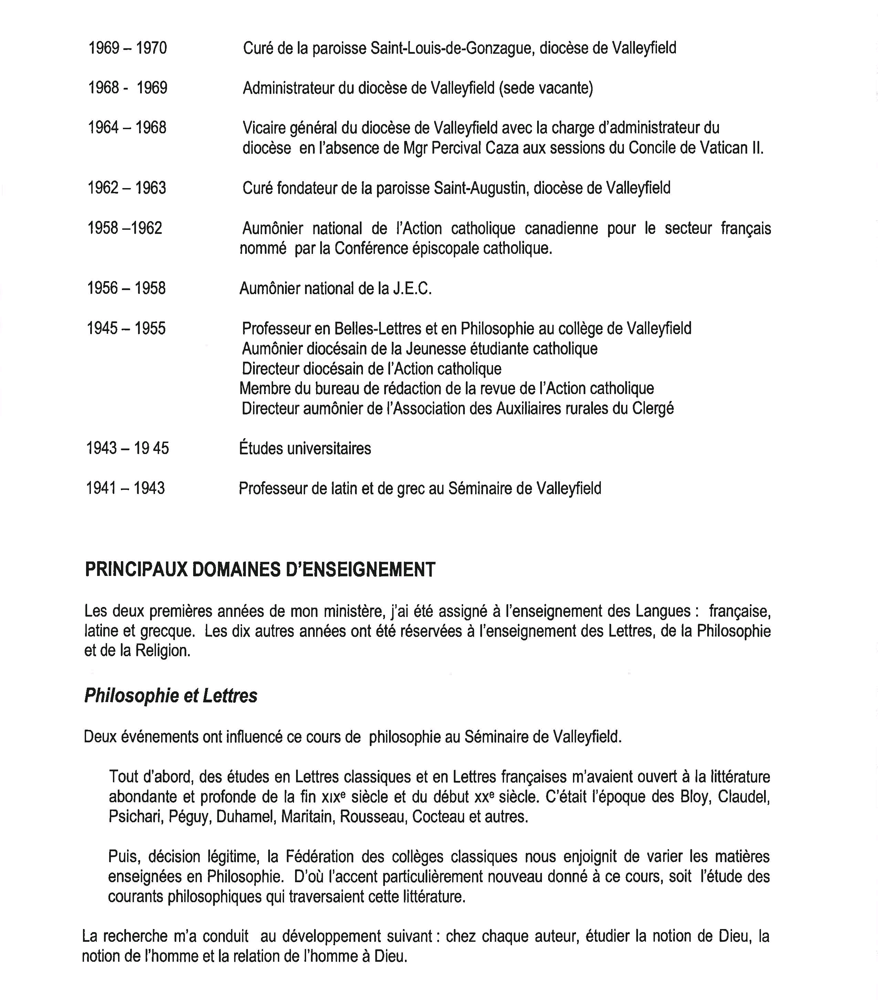 1969 – 1970 Curé de la paroisse Saint-Louis-de-Gonzague, diocèse de Valleyfield
1968 - 1969 Administrateur du diocèse de Valleyfield (sede vacante)
1964 – 1968 Vicaire général du diocèse de Valleyfield avec la charge d'administrateur du
diocèse en l'absence de Mgr Percival Caza aux sessions du Concile de Vatican II.
1962 – 1963 Curé fondateur de la paroisse Saint-Augustin, diocèse de Valleyfield
1958 –1962 Aumônier national de l'Action catholique canadienne pour le secteur français
nommé par la Conférence épiscopale catholique.
1956 – 1958 Aumônier national de la J.E.C.
1945 – 1955 Professeur en Belles-Lettres et en Philosophie au collège de Valleyfield
Aumônier diocésain de la Jeunesse étudiante catholique
Directeur diocésain de l'Action catholique
Membre du bureau de rédaction de la revue de l'Action catholique
Directeur aumônier de l'Association des Auxiliaires rurales du Clergé
1943 – 19 45 Études universitaires
1941 – 1943 Professeur de latin et de grec au Séminaire de Valleyfield
PRINCIPAUX DOMAINES D'ENSEIGNEMENT
Les deux premières années de mon ministère, j'ai été assigné à l'enseignement des Langues : française,
latine et grecque. Les dix autres années ont été réservées à l'enseignement des Lettres, de la Philosophie
et de la Religion.
Philosophie et Lettres
Deux événements ont influencé ce cours de philosophie au Séminaire de Valleyfield.
Tout d'abord, des études en Lettres classiques et en Lettres françaises m'avaient ouvert à la littérature
abondante et profonde de la fin XIXe siècle et du début XXe siècle. C'était l'époque des Bloy, Claudel,
Psichari, Péguy, Duhamel, Maritain, Rousseau, Cocteau et autres.
Puis, décision légitime, la Fédération des collèges classiques nous enjoignit de varier les matières
enseignées en Philosophie. D'où l'accent particulièrement nouveau donné à ce cours, soit l'étude des
courants philosophiques qui traversaient cette littérature.
La recherche m'a conduit au développement suivant : chez chaque auteur, étudier la notion de Dieu, la
notion de l'homme et la relation de l'homme à Dieu.